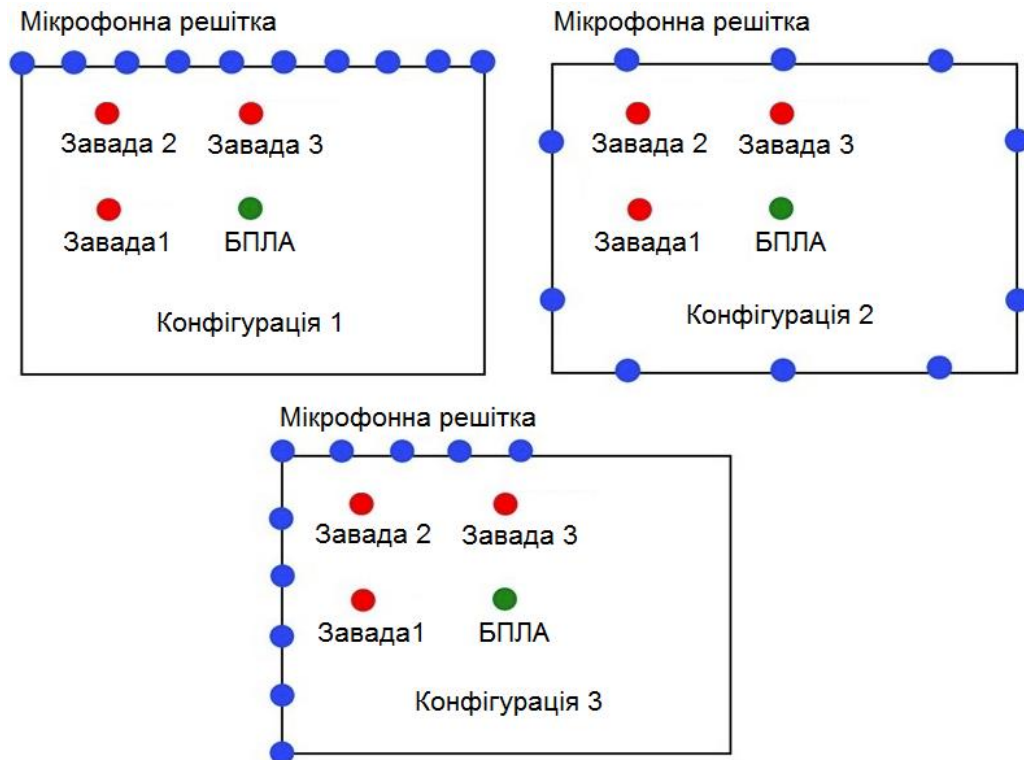 Мікрофонна решітка
Завада 2 Завада 3
Завада1 БПЛА
Конфігурація 1
Мікрофонна решітка
Завада 2 Завада 3
Завада1 БПЛА
Конфігурація 2
Мікрофонна решітка
Завада 2 Завада 3
Завада1 БПЛА
Конфігурація 3